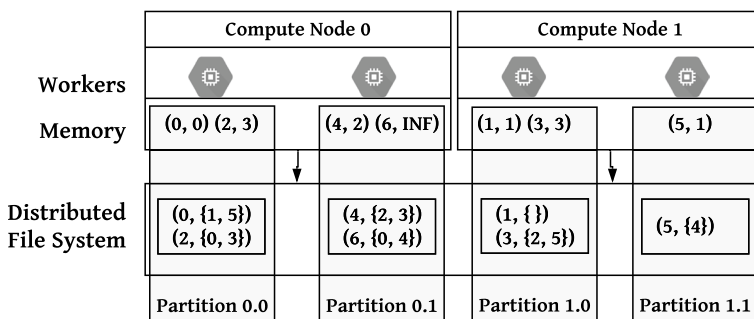 Compute Node 0
Compute Node 1
Workers
Memory
(0, 0) (2, 3)
(4, 2) (6, INF)
(1, 1) (3, 3)
(5, 1)
Distributed
File System
(0, {1, 5})
(2, {0, 3})
(4, {2, 3})
(6, {0, 4})
(1, { })
(3, {2, 5})
(5, {4})
Partition 0.0
Partition 0.1
Partition 1.0
Partition 1.1